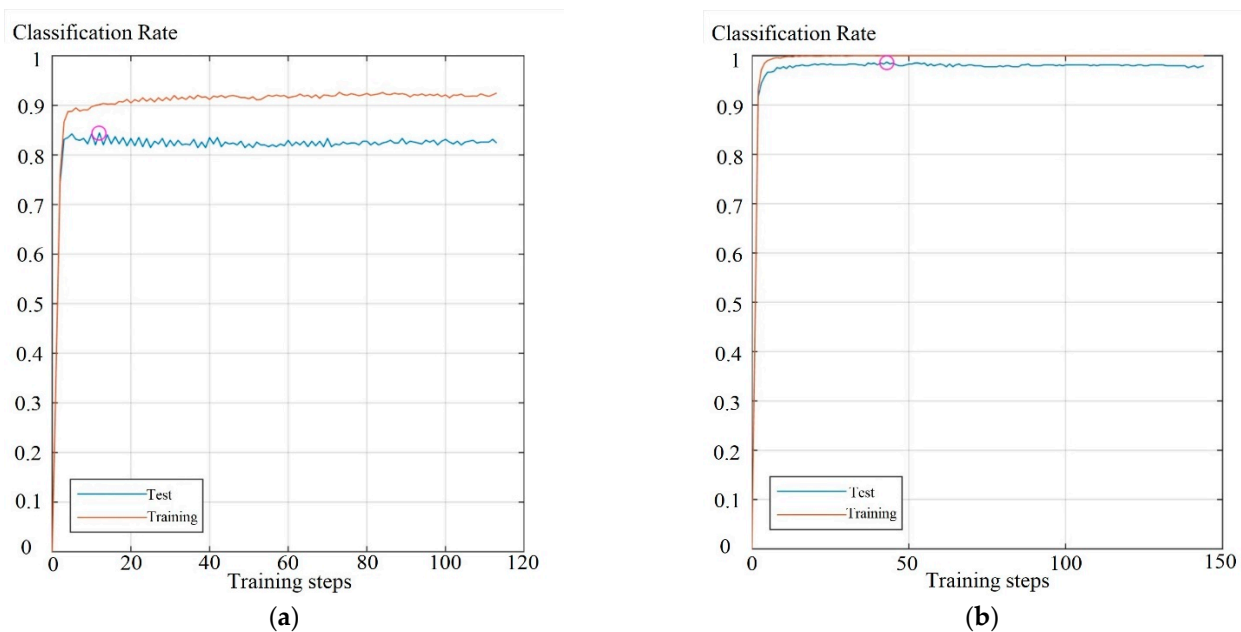 Classification Rate
1
0.9
0.8
0.7
0.6
0.5
0.4
0.3
0.2
0.1
0
Test
Training
0 20 40 60 80 100 120
Training steps
(a)
Classification Rate
1
0.9
0.8
0.7
0.6
0.5
0.4
0.3
0.2
0.1
0
Test
Training
0 50 100 150
Training steps
(b)